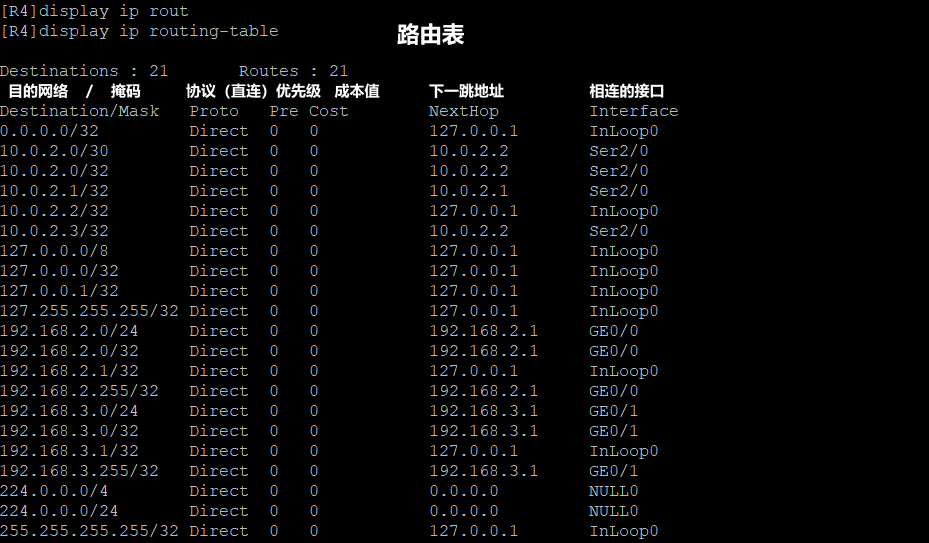 [R4]display ip rout
[R4]display ip routing-table
路由表
Destinations : 21 Routes : 21
目的网络 / 掩码 协议（直连）优先级 成本值 下一跳地址 相连的接口
Destination/Mask Proto Pre Cost NextHop Interface
0.0.0.0/32 Direct 0 0 127.0.0.1 InLoop0
10.0.2.0/30 Direct 0 0 10.0.2.2 Ser2/0
10.0.2.0/32 Direct 0 0 10.0.2.2 Ser2/0
10.0.2.1/32 Direct 0 0 10.0.2.1 Ser2/0
10.0.2.2/32 Direct 0 0 127.0.0.1 InLoop0
10.0.2.3/32 Direct 0 0 10.0.2.2 Ser2/0
127.0.0.0/8 Direct 0 0 127.0.0.1 InLoop0
127.0.0.0/32 Direct 0 0 127.0.0.1 InLoop0
127.0.0.1/32 Direct 0 0 127.0.0.1 InLoop0
127.255.255.255/32 Direct 0 0 127.0.0.1 InLoop0
192.168.2.0/24 Direct 0 0 192.168.2.1 GE0/0
192.168.2.0/32 Direct 0 0 192.168.2.1 GE0/0
192.168.2.1/32 Direct 0 0 127.0.0.1 InLoop0
192.168.2.255/32 Direct 0 0 192.168.2.1 GE0/0
192.168.3.0/24 Direct 0 0 192.168.3.1 GE0/1
192.168.3.0/32 Direct 0 0 192.168.3.1 GE0/1
192.168.3.1/32 Direct 0 0 127.0.0.1 InLoop0
192.168.3.255/32 Direct 0 0 192.168.3.1 GE0/1
224.0.0.0/4 Direct 0 0 0.0.0.0 NULL0
224.0.0.0/24 Direct 0 0 0.0.0.0 NULL0
255.255.255.255/32 Direct 0 0 127.0.0.1 InLoop0